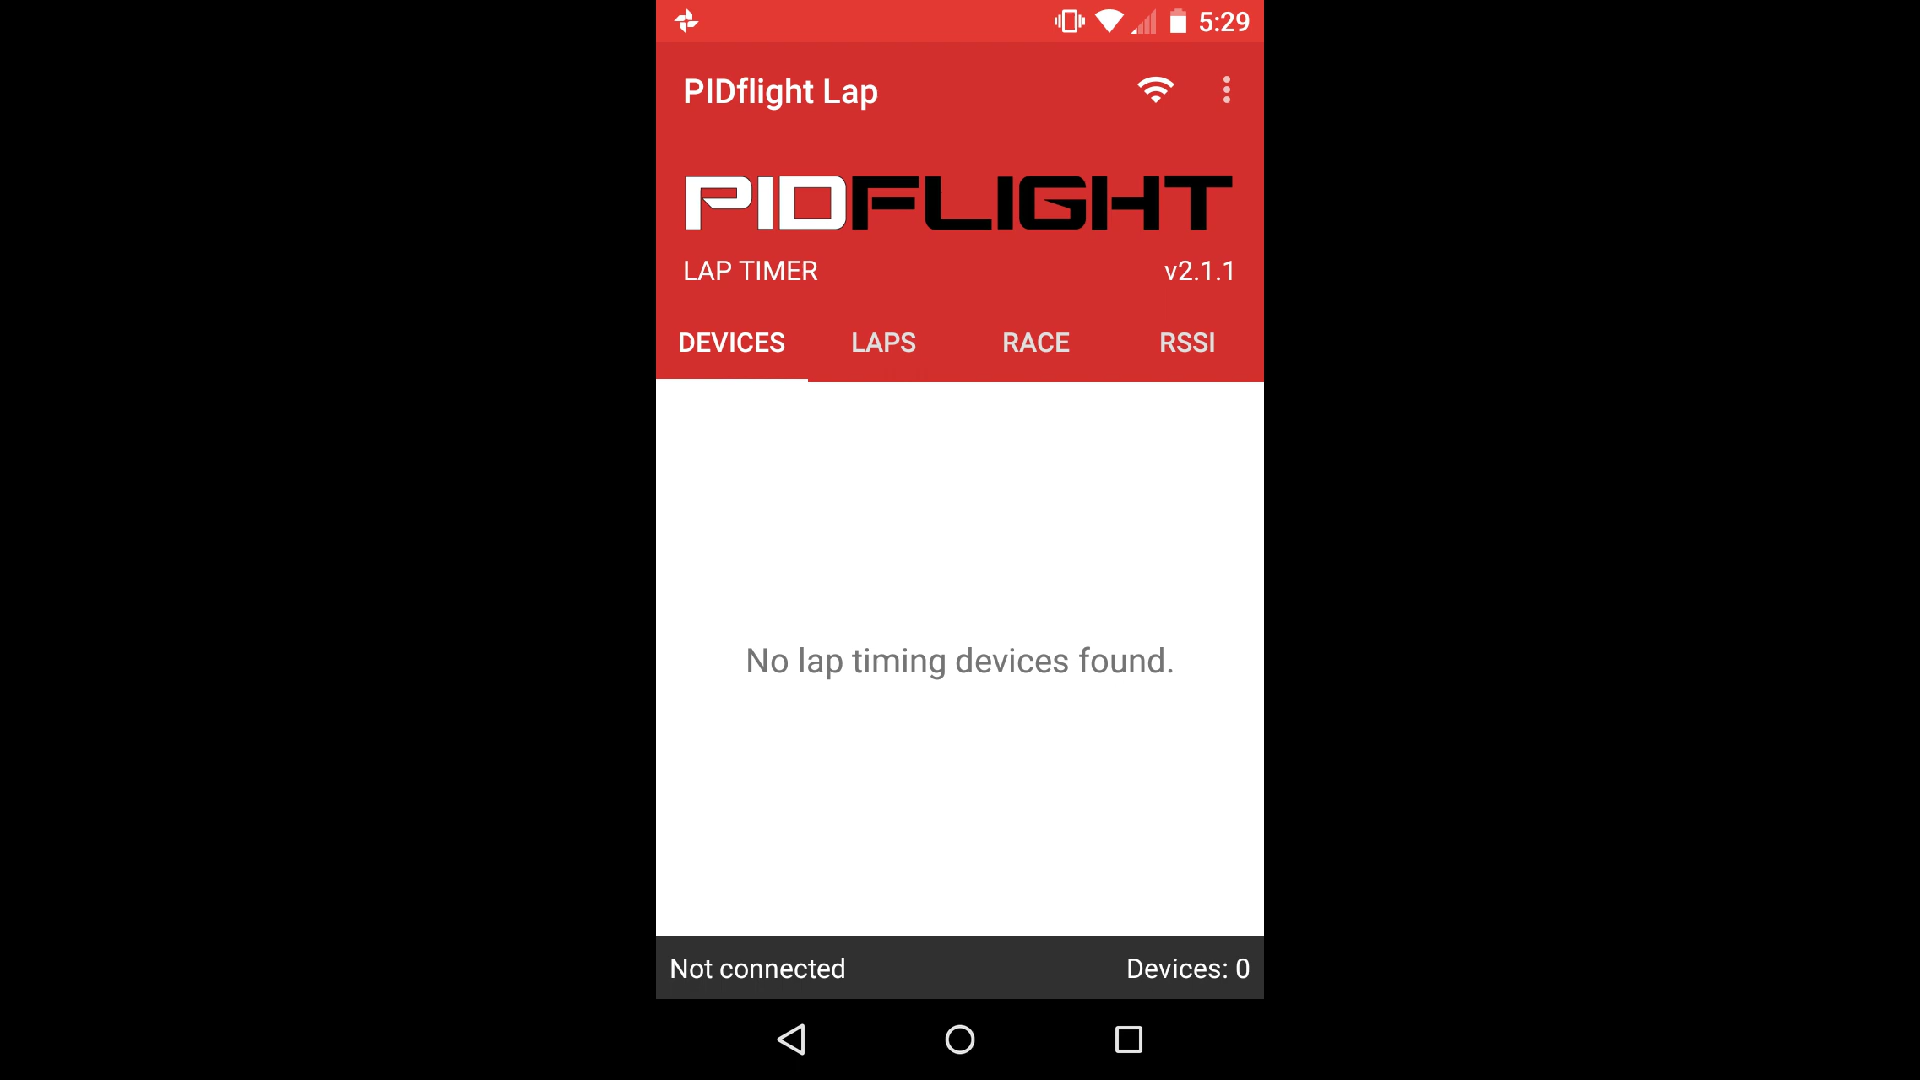 5:29
PIDflight Lap
PIDFLIGHT
LAP TIMER v2.1.1
DEVICES LAPS RACE RSSI
No lap timing devices found.
Not connected Devices: 0